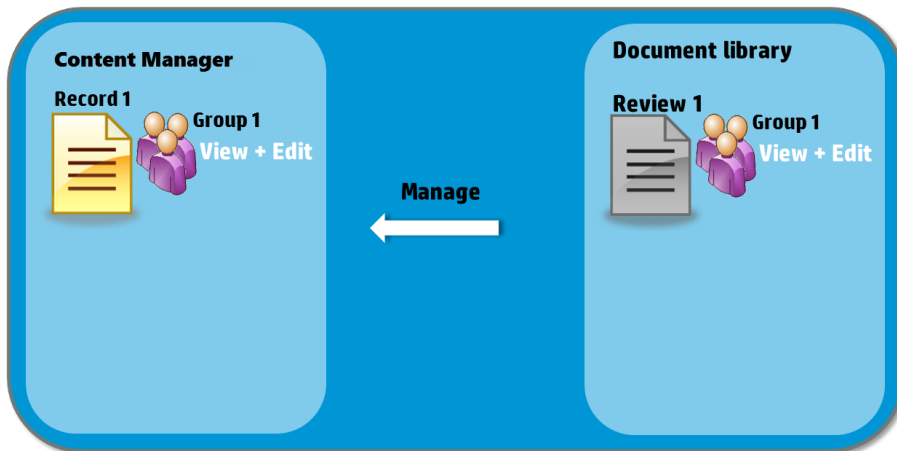 Content Manager
Record 1
Group 1
View + Edit
Manage
Document library
Review 1
Group 1
View + Edit